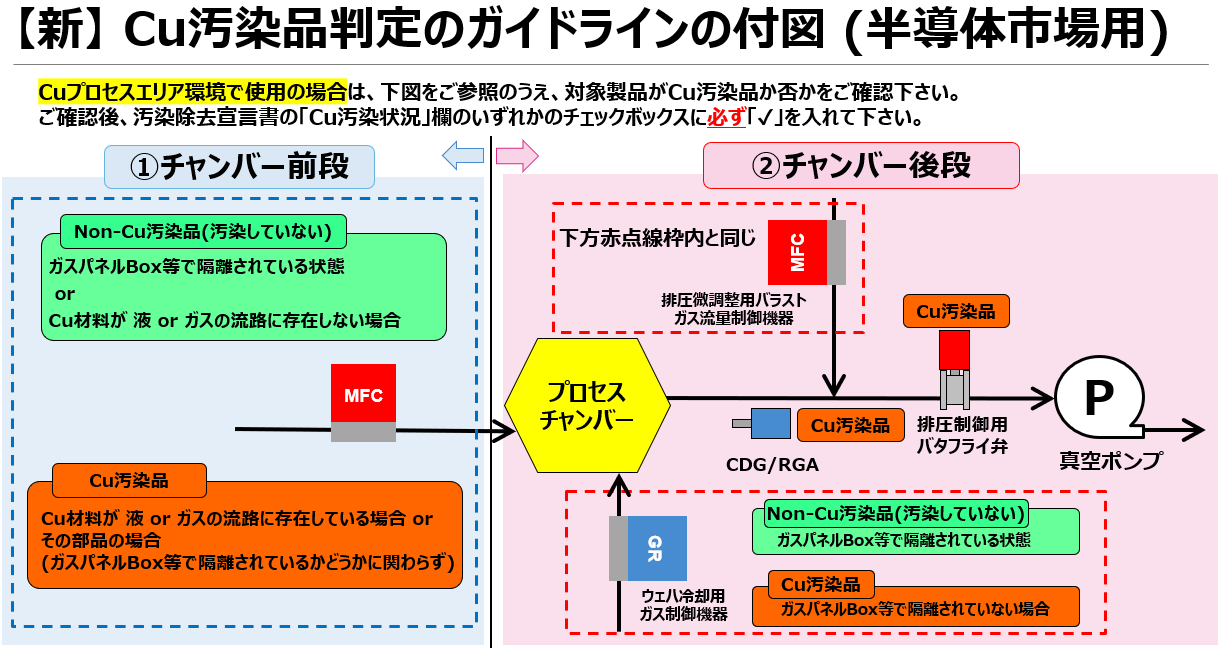 【新】 Cu汚染品判定のガイドラインの付図 (半導体市場用)
Cuプロセスエリア環境で使用の場合は、下図をご参照のうえ、対象製品がCu汚染品か否かをご確認下さい。
ご確認後、汚染除去宣言書の「Cu汚染状況」欄のいずれかのチェックボックスに必ず「✓」を入れて下さい。
①チャンバー前段
Non-Cu汚染品(汚染していない)
ガスパネルBox等で隔離されている状態
or
Cu材料が 液 or ガスの流路に存在しない場合
MFC
Cu汚染品
Cu材料が 液 or ガスの流路に存在している場合 or
その部品の場合
(ガスパネルBox等で隔離されているかどうかに関わらず)
②チャンバー後段
下方赤点線枠内と同じ
MFC
排圧微調整用バラスト
ガス流量制御機器
プロセス
チャンバー
Cu汚染品
排圧制御用
バタフライ弁
Cu汚染品
CDG/RGA
P
真空ポンプ
GR
ウェハ冷却用
ガス制御機器
Non-Cu汚染品(汚染していない)
ガスパネルBox等で隔離されている状態
Cu汚染品
ガスパネルBox等で隔離されていない場合